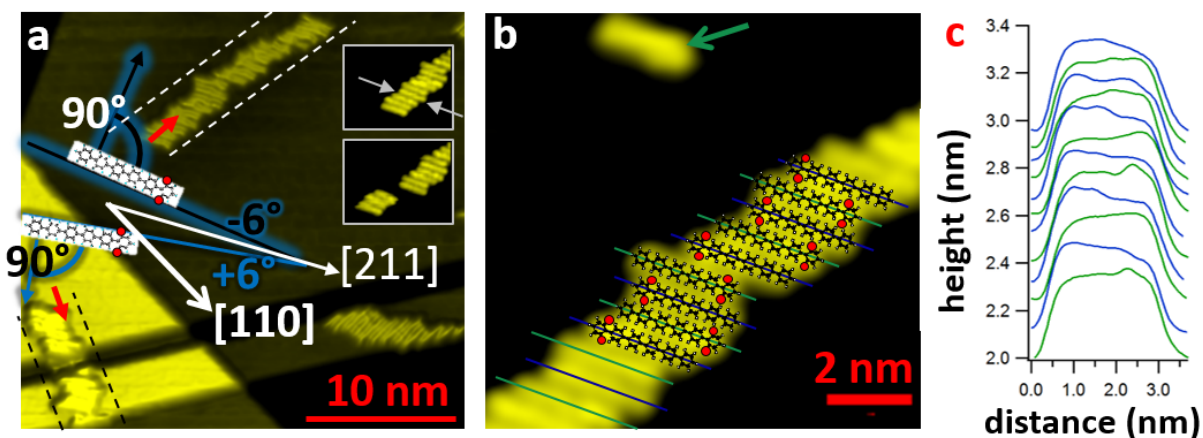 a
90°
-6°
+6°
90°
[211]
[110]
10 nm
b
2 nm
c
height (nm)
3.4
3.2
3.0
2.8
2.6
2.4
2.2
2.0
0.0 1.0 2.0 3.0
distance (nm)